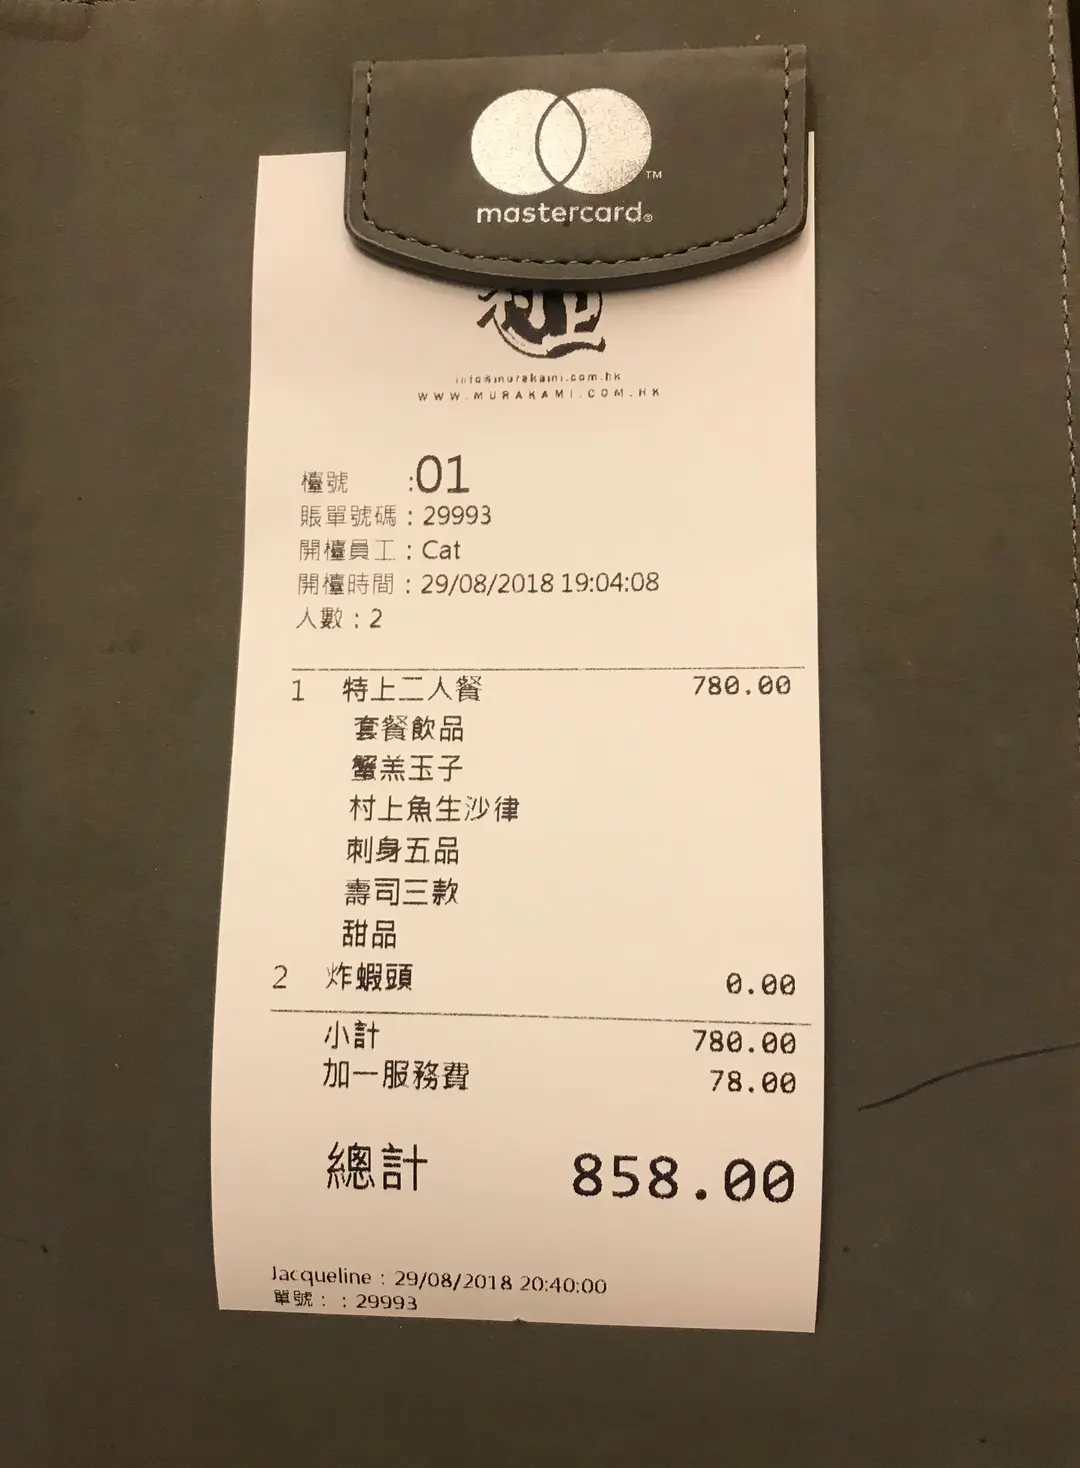 mastercard®
info@murakami.com.hk
WWW.MURAKAMI.COM.HK
檯號 :01
賬單號碼 : 29993
開檯員工 : Cat
開檯時間 : 29/08/2018 19:04:08
人數 : 2
1 特上二人餐 780.00
套餐飲品
蟹羔玉子
村上魚生沙律
刺身五品
壽司三款
甜品
2 炸蝦頭 0.00
小計 780.00
加一服務費 78.00
總計 858.00
Jacqueline : 29/08/2018 20:40:00
單號: : 29993